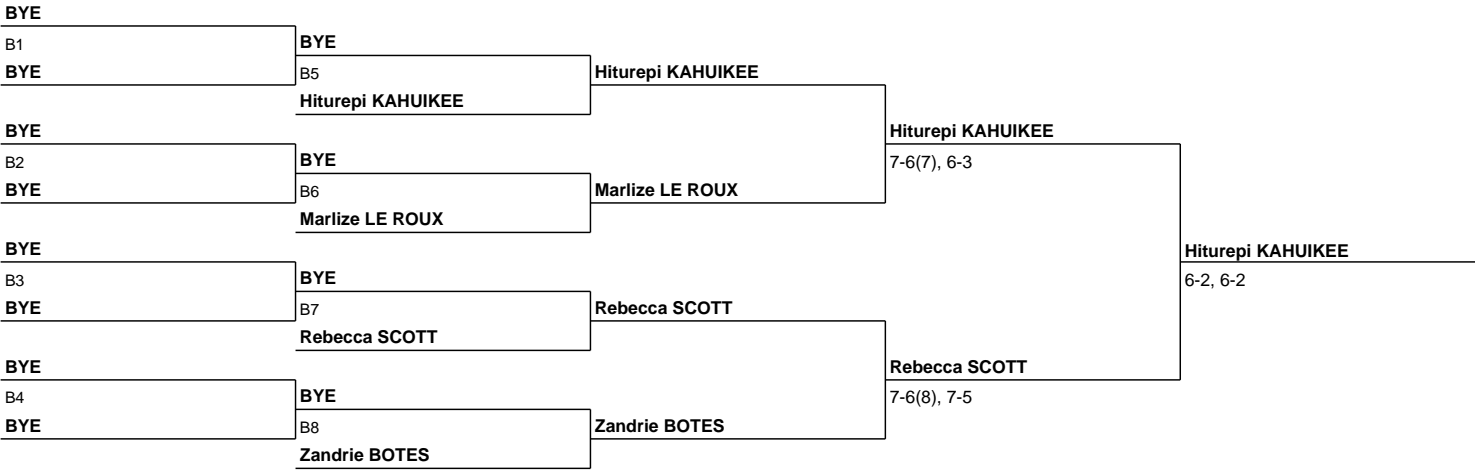 BYE
B1
BYE
BYE
B5
Hiturepi KAHUIKEE
Hiturepi KAHUIKEE
BYE
B2
BYE
BYE
B6
Marlize LE ROUX
Marlize LE ROUX
Hiturepi KAHUIKEE
7-6(7), 6-3
BYE
B3
BYE
BYE
B7
Rebecca SCOTT
Rebecca SCOTT
BYE
B4
BYE
BYE
B8
Zandrie BOTES
Zandrie BOTES
Rebecca SCOTT
7-6(8), 7-5
Hiturepi KAHUIKEE
6-2, 6-2